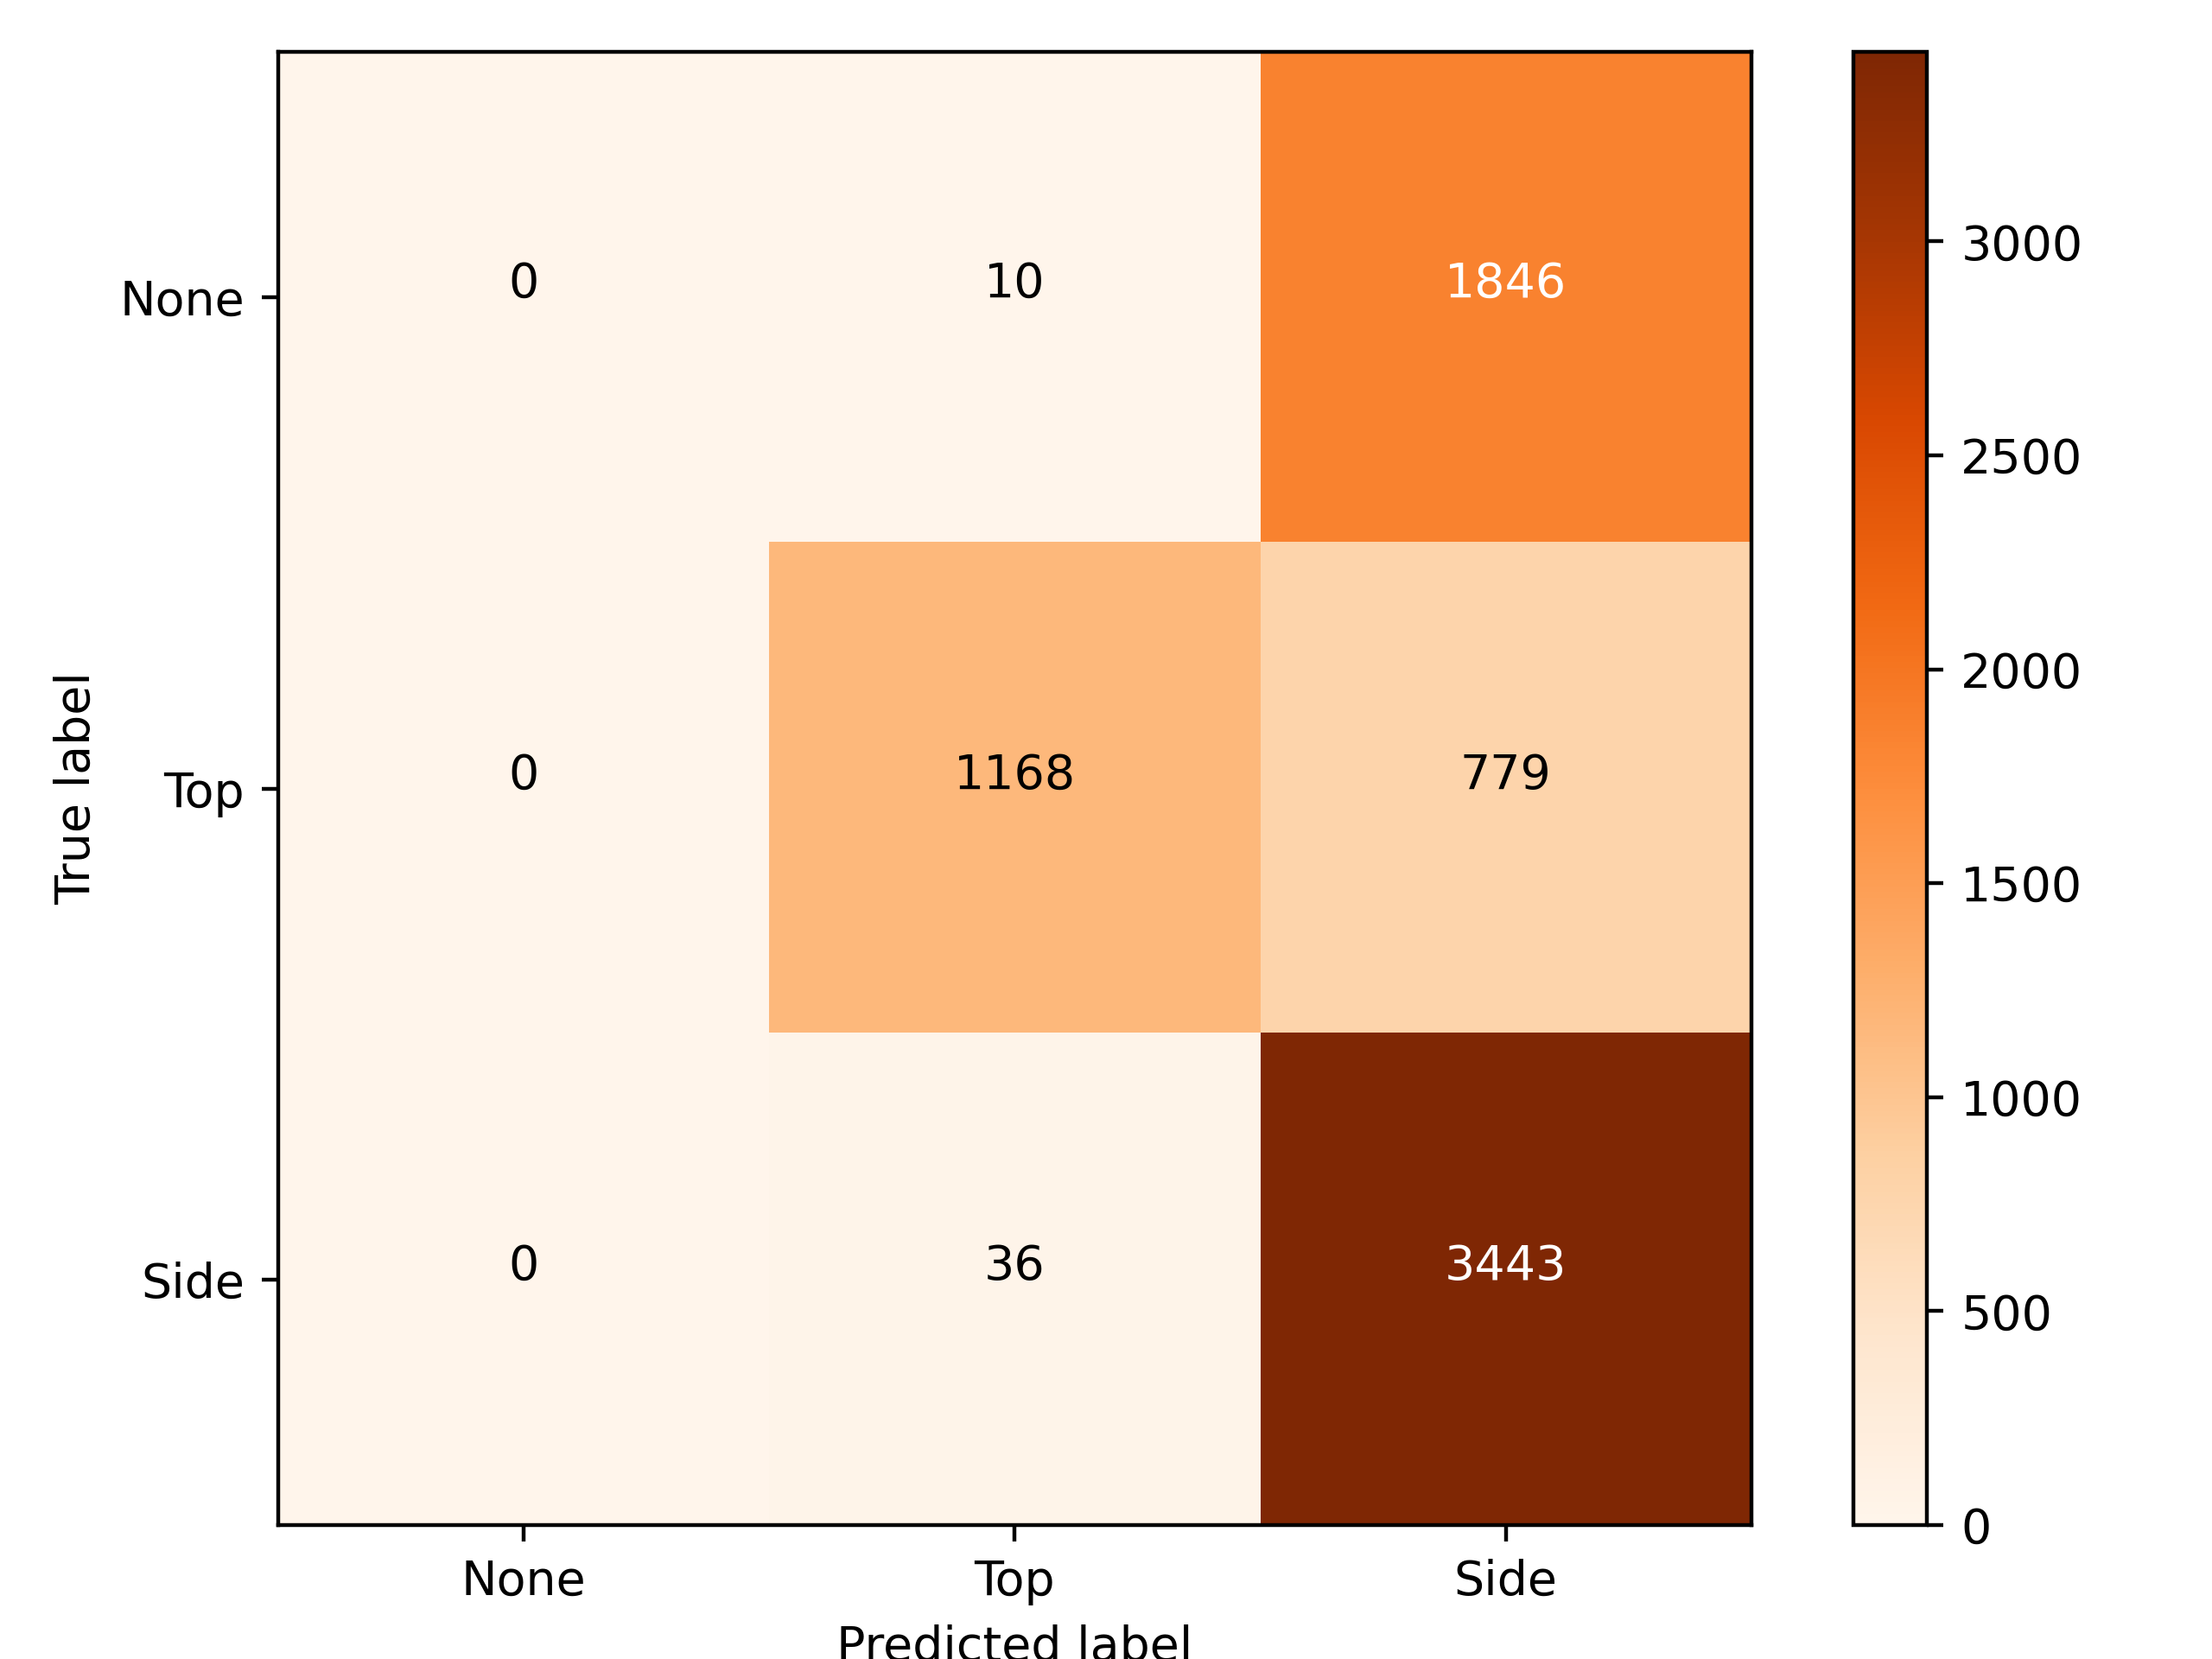 None 0 10 1846
Top 0 1168 779
Side 0 36 3443
None Top Side
True label
Predicted label
3000
2500
2000
1500
1000
500
0